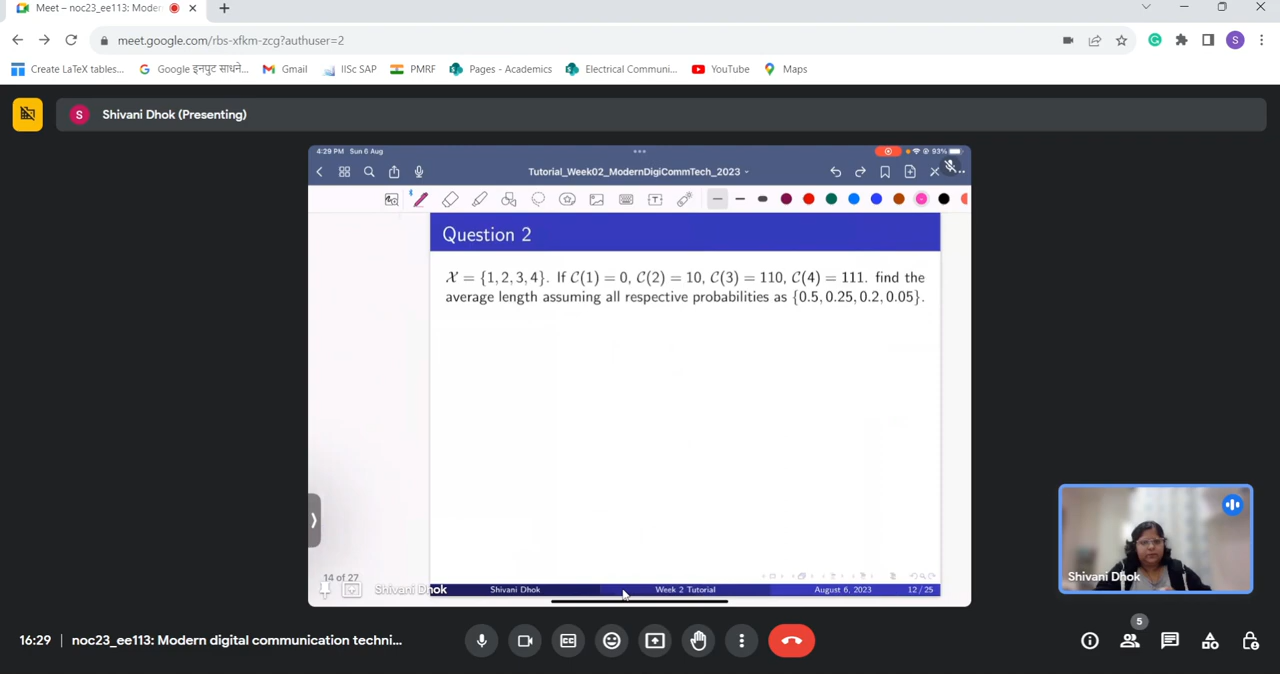 Meet – noc23_ee113: Modern
meet.google.com/rbs-xfkm-zcg?authuser=2
S
Create LaTeX tables...
Google इनपुट साधने...
Gmail
IISc SAP
PMRF
Pages - Academics
Electrical Communi...
YouTube
Maps
S
Shivani Dhok (Presenting)
4:29 PM Sun 6 Aug
93%
Tutorial_Week02_ModernDigiCommTech_2023
Question 2
𝒳 = {1, 2, 3, 4}. If 𝒞(1) = 0, 𝒞(2) = 10, 𝒞(3) = 110, 𝒞(4) = 111. find the
average length assuming all respective probabilities as {0.5, 0.25, 0.2, 0.05}.
14 of 27
Shivani Dhok
Shivani Dhok
Week 2 Tutorial
August 6, 2023
12 / 25
Shivani Dhok
16:29
noc23_ee113: Modern digital communication techni...
5